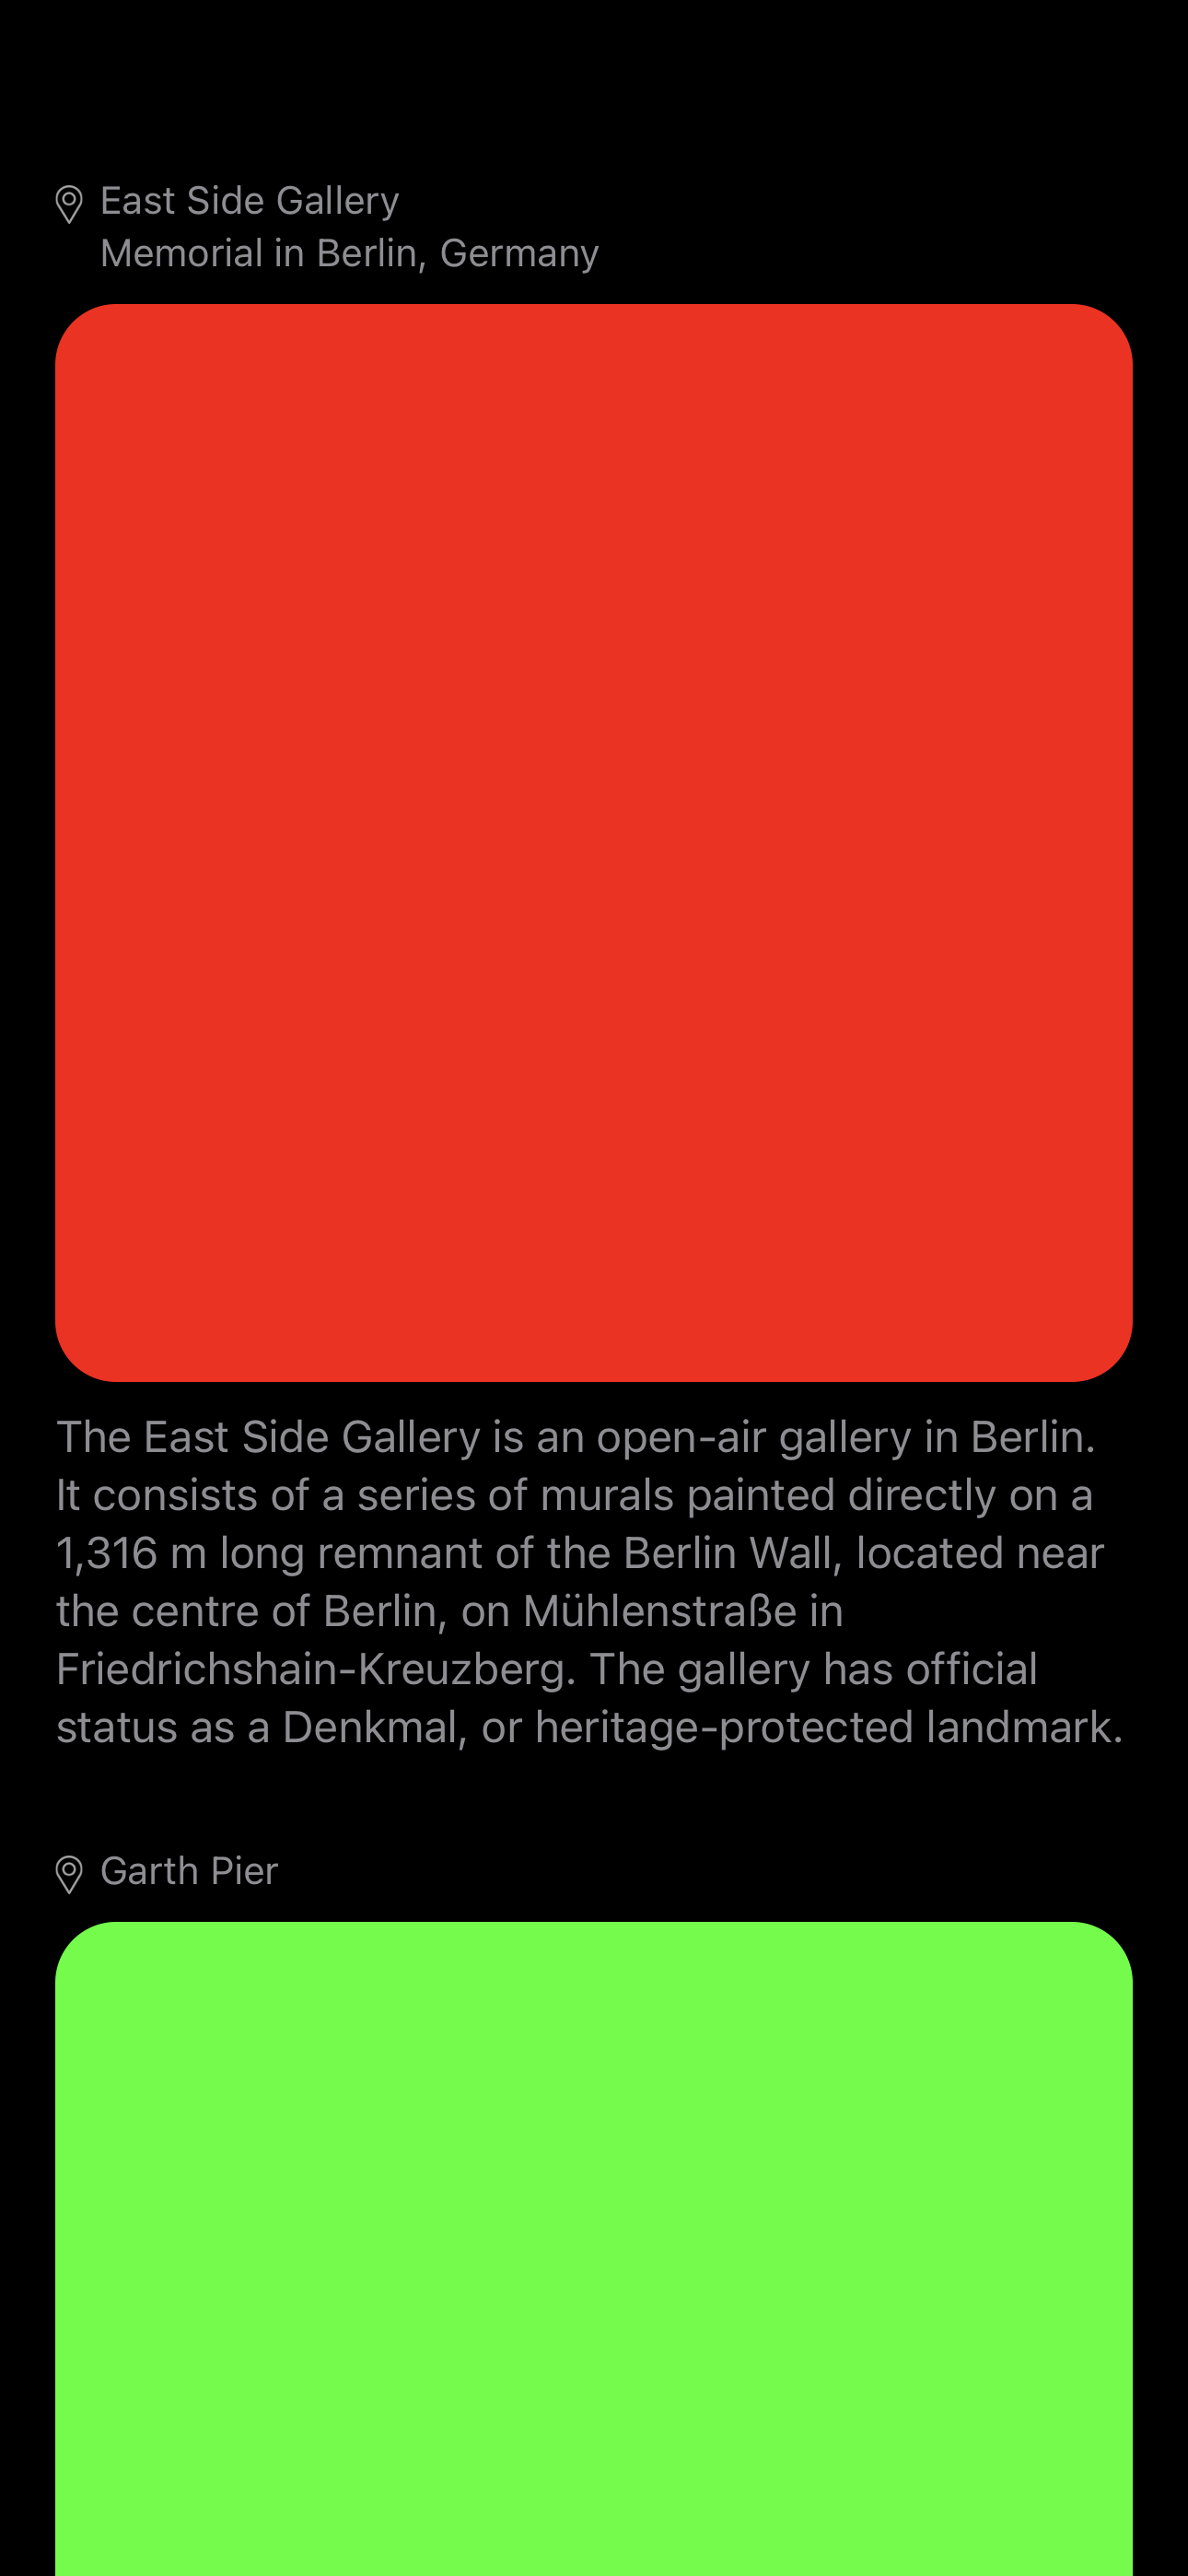 East Side Gallery
Memorial in Berlin, Germany
The East Side Gallery is an open-air gallery in Berlin.
It consists of a series of murals painted directly on a
1,316 m long remnant of the Berlin Wall, located near
the centre of Berlin, on Mühlenstraße in
Friedrichshain-Kreuzberg. The gallery has official
status as a Denkmal, or heritage-protected landmark.
Garth Pier